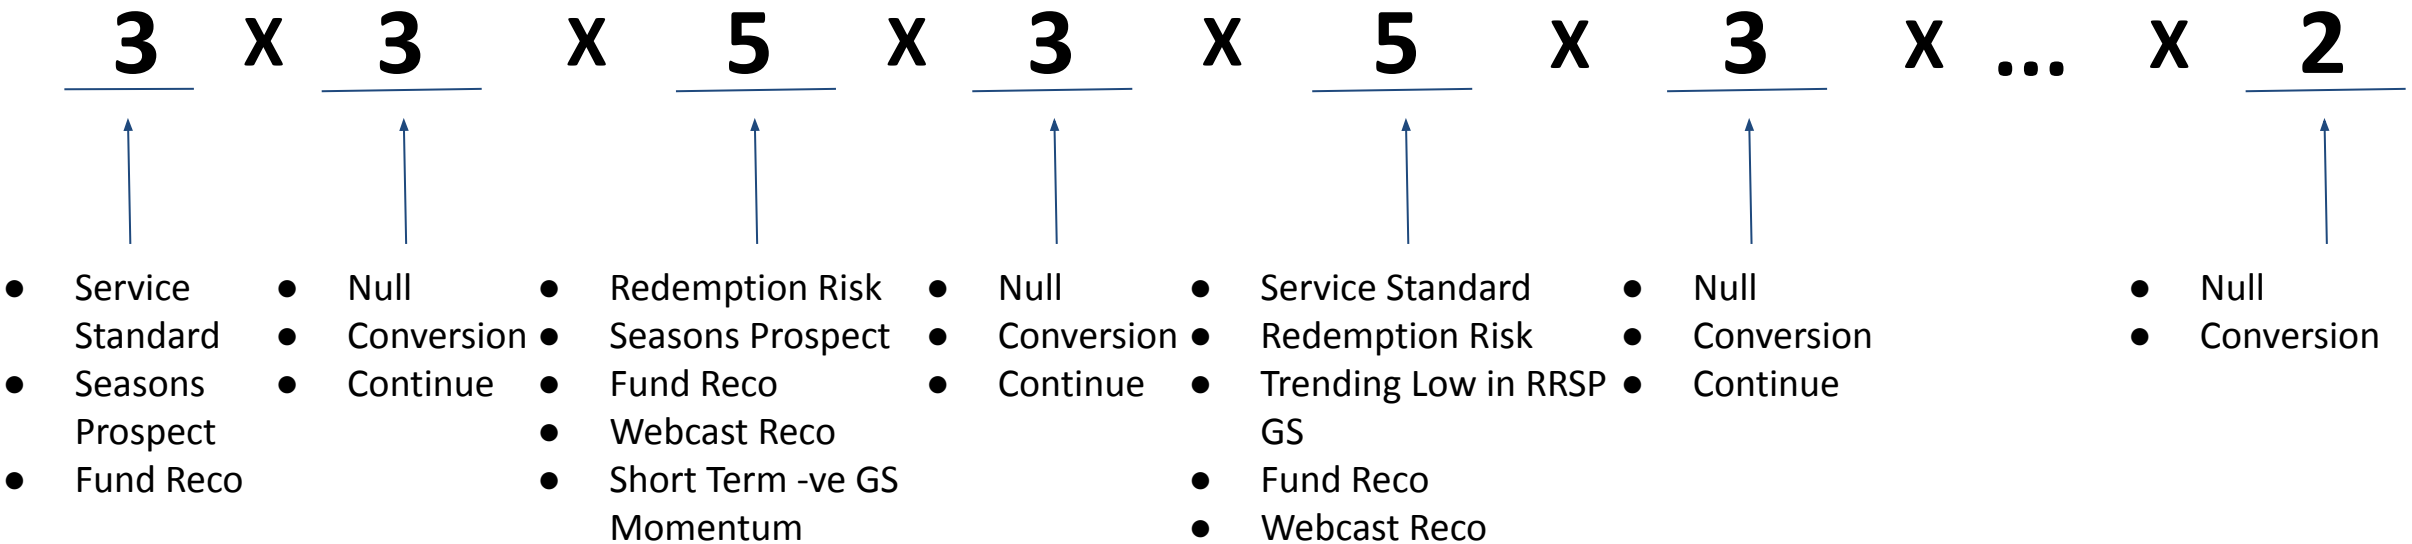 3 X 3 X 5 X 3 X 5 X 3 X ... X 2
● Service
Standard
● Seasons
Prospect
● Fund Reco
● Null
● Conversion
● Continue
● Redemption Risk
● Seasons Prospect
● Fund Reco
● Webcast Reco
● Short Term -ve GS
Momentum
● Null
● Conversion
● Continue
● Service Standard
● Redemption Risk
● Trending Low in RRSP
GS
● Fund Reco
● Webcast Reco
● Null
● Conversion
● Continue
● Null
● Conversion